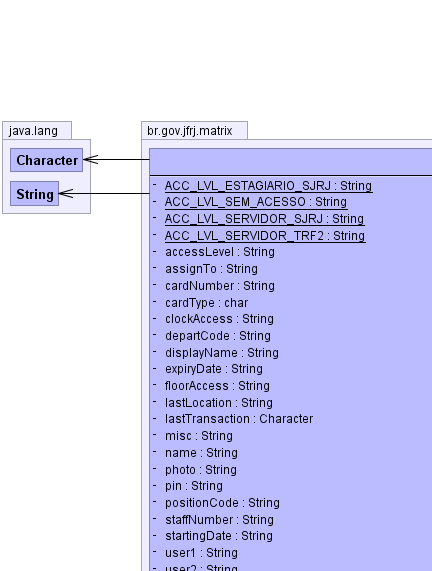 java.lang
br.gov.jfrj.matrix
Character
String
- ACC_LVL_ESTAGIARIO_SJRJ : String
- ACC_LVL_SEM_ACESSO : String
- ACC_LVL_SERVIDOR_SJRJ : String
- ACC_LVL_SERVIDOR_TRF2 : String
- accessLevel : String
- assignTo : String
- cardNumber : String
- cardType : char
- clockAccess : String
- departCode : String
- displayName : String
- expiryDate : String
- floorAccess : String
- lastLocation : String
- lastTransaction : Character
- misc : String
- name : String
- photo : String
- pin : String
- positionCode : String
- staffNumber : String
- startingDate : String
- user1 : String
- user2 : String